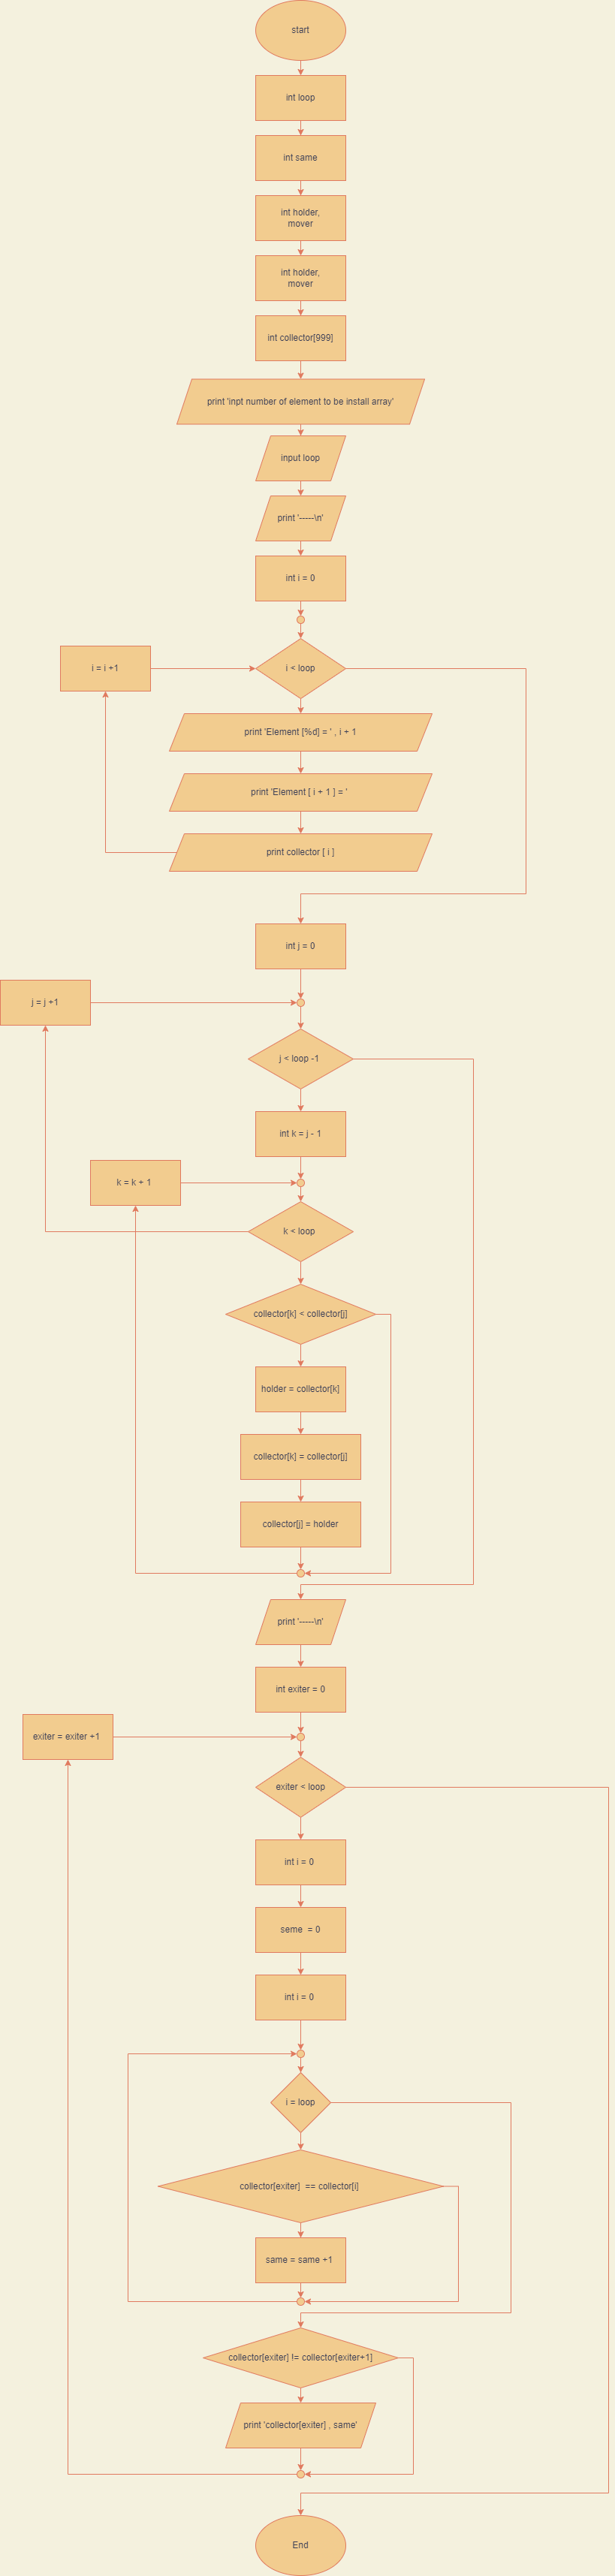 start
int loop
int same
int holder,
mover
int holder,
mover
int collector[999]
print 'inpt number of element to be install array'
input loop
print '-----\n'
int i = 0
i = i +1
i < loop
print 'Element [%d] = ' , i + 1
print 'Element [ i + 1 ] = '
print collector [ i ]
int j = 0
j = j +1
j < loop -1
int k = j - 1
k = k + 1
k < loop
collector[k] < collector[j]
holder = collector[k]
collector[k] = collector[j]
collector[j] = holder
print '-----\n'
int exiter = 0
exiter = exiter +1
exiter < loop
int i = 0
seme = 0
int i = 0
i = loop
collector[exiter] == collector[i]
same = same +1
collector[exiter] != collector[exiter+1]
print 'collector[exiter] , same'
End